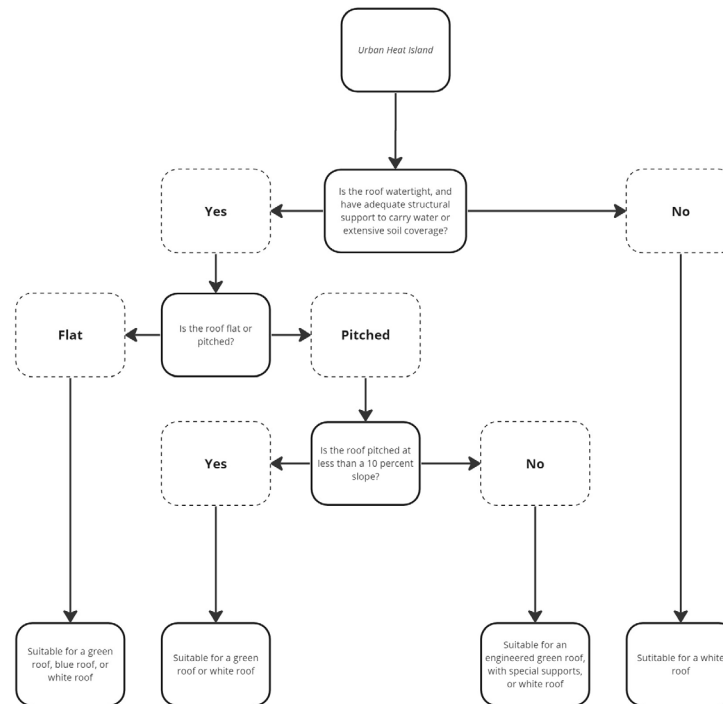 Urban Heat Island
Is the roof watertight, and
have adequate structural
support to carry water or
extensive soil coverage?
Yes
No
Flat
Is the roof flat or
pitched?
Pitched
Yes
Is the roof pitched at
less than a 10 percent
slope?
No
Suitable for a green
roof, blue roof, or
white roof
Suitable for a green
roof or white roof
Suitable for an
engineered green roof,
with special supports,
or white roof
Sutitable for a white
roof